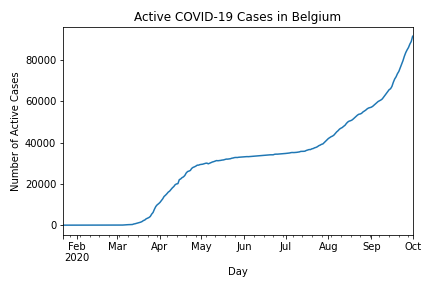 Active COVID-19 Cases in Belgium
Number of Active Cases
80000
60000
40000
20000
0
Feb Mar Apr May Jun Jul Aug Sep Oct
2020
Day